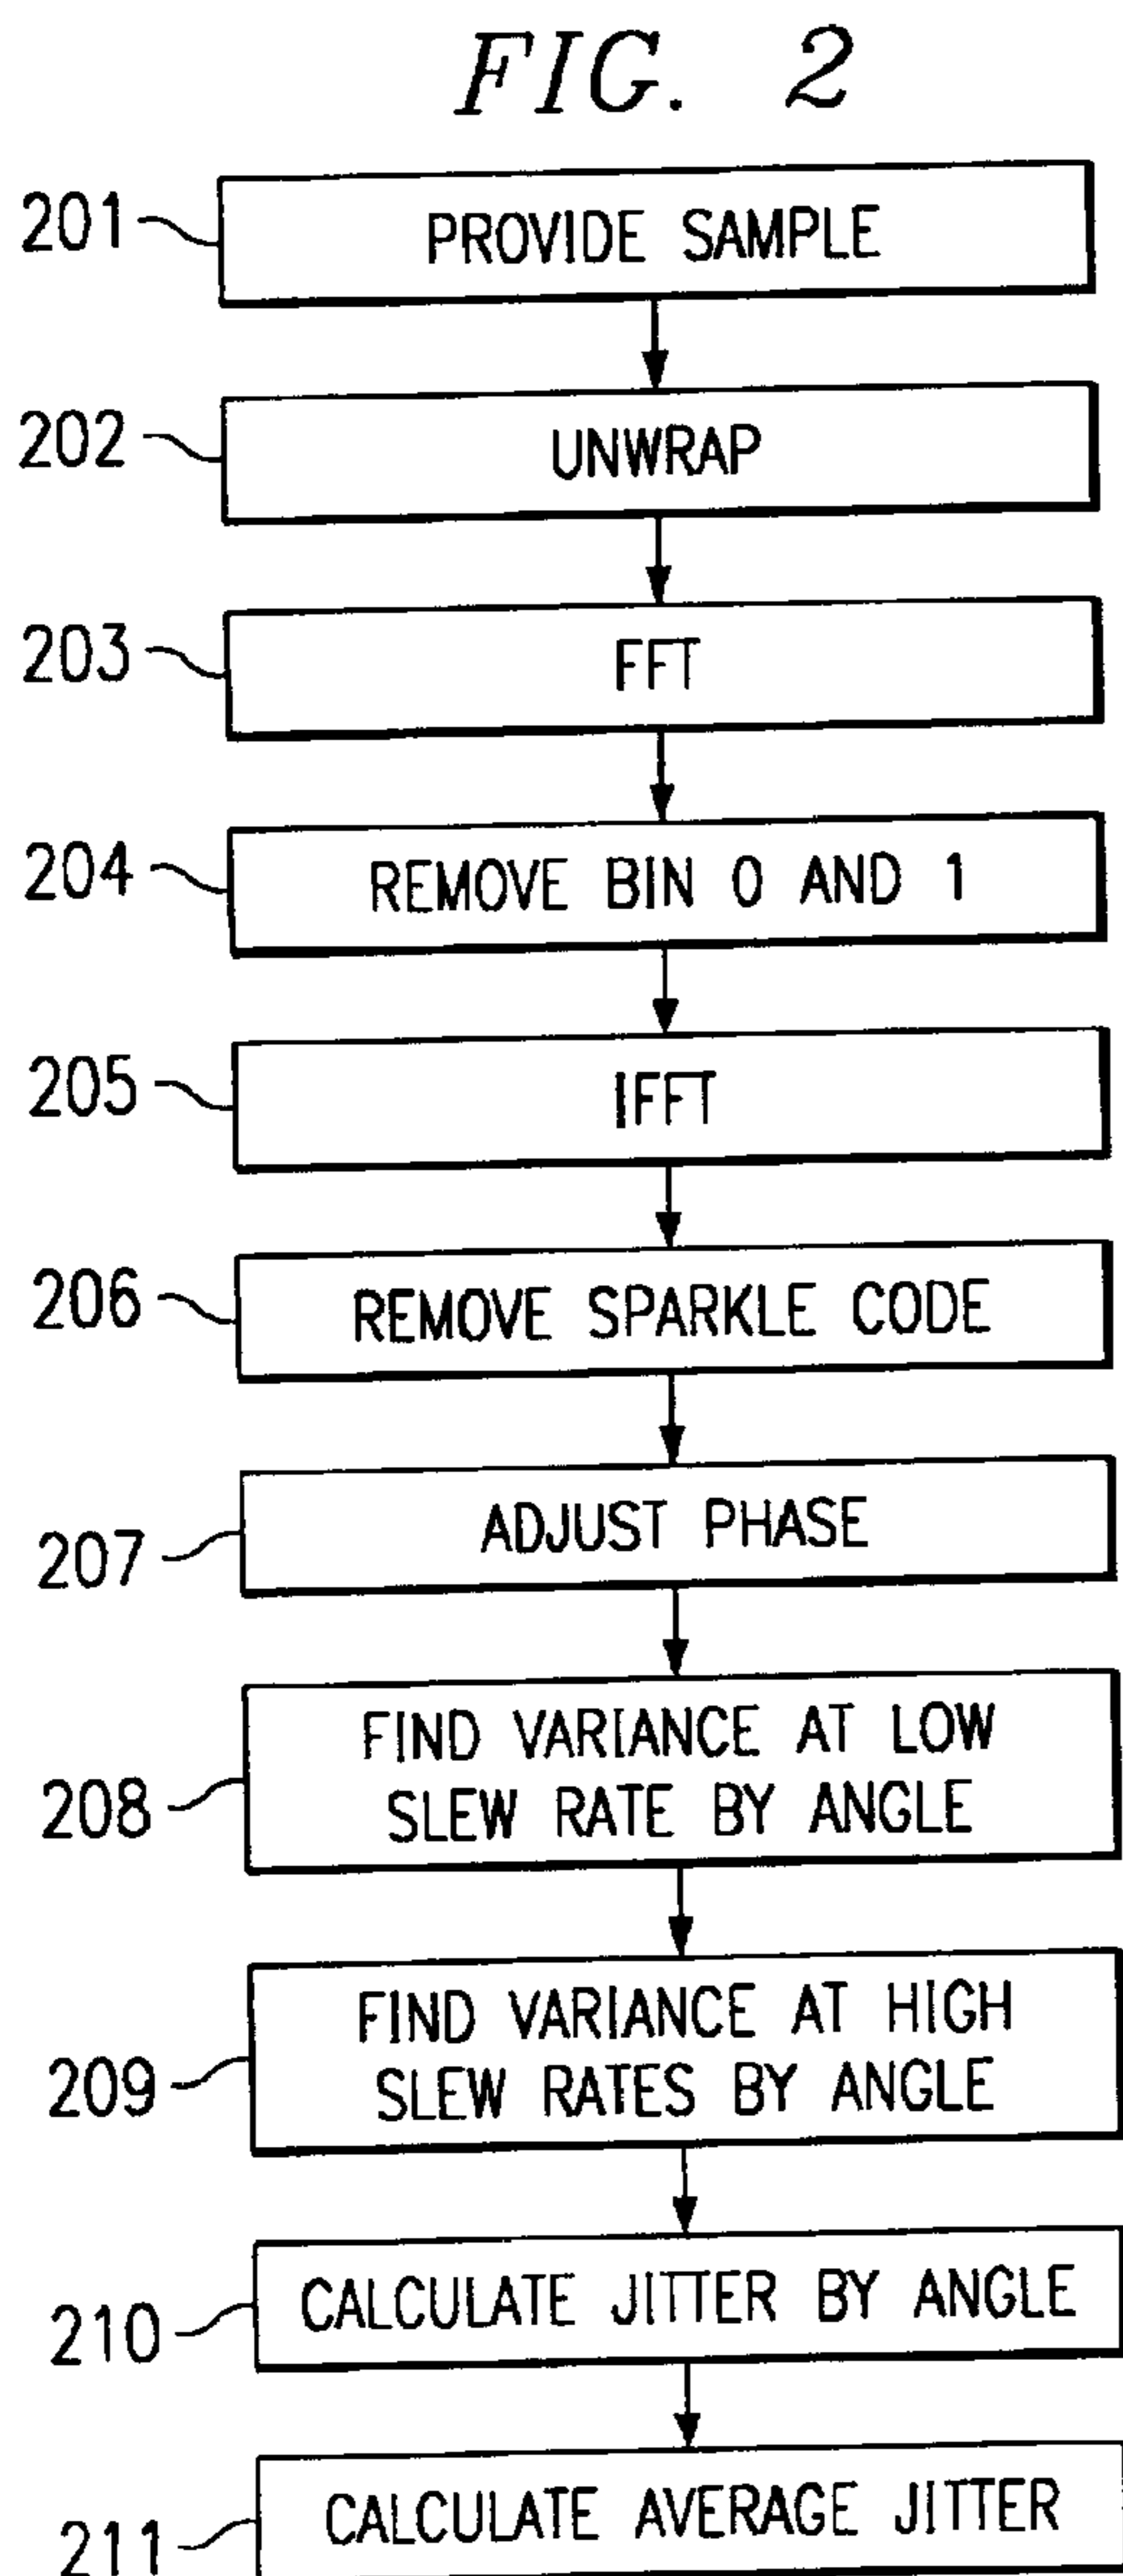 FIG. 2
201 PROVIDE SAMPLE
202 UNWRAP
203 FFT
204 REMOVE BIN 0 AND 1
205 IFFT
206 REMOVE SPARKLE CODE
207 ADJUST PHASE
208 FIND VARIANCE AT LOW
SLEW RATE BY ANGLE
209 FIND VARIANCE AT HIGH
SLEW RATES BY ANGLE
210 CALCULATE JITTER BY ANGLE
211 CALCULATE AVERAGE JITTER